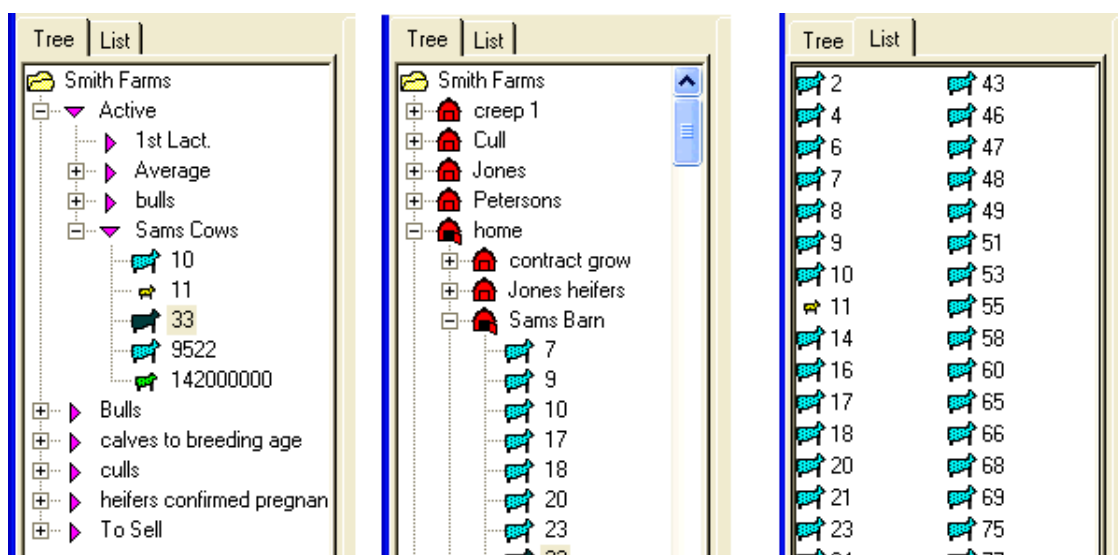 Tree List
Smith Farms
Active
1st Lact.
Average
bulls
Sams Cows
10
11
33
9522
142000000
Bulls
calves to breeding age
culls
heifers confirmed pregnan
To Sell
Tree List
Smith Farms
creep 1
Cull
Jones
Petersons
home
contract grow
Jones heifers
Sams Barn
7
9
10
17
18
20
23
Tree List
2 43
4 46
6 47
7 48
8 49
9 51
10 53
11 55
14 58
16 60
17 65
18 66
20 68
21 69
23 75